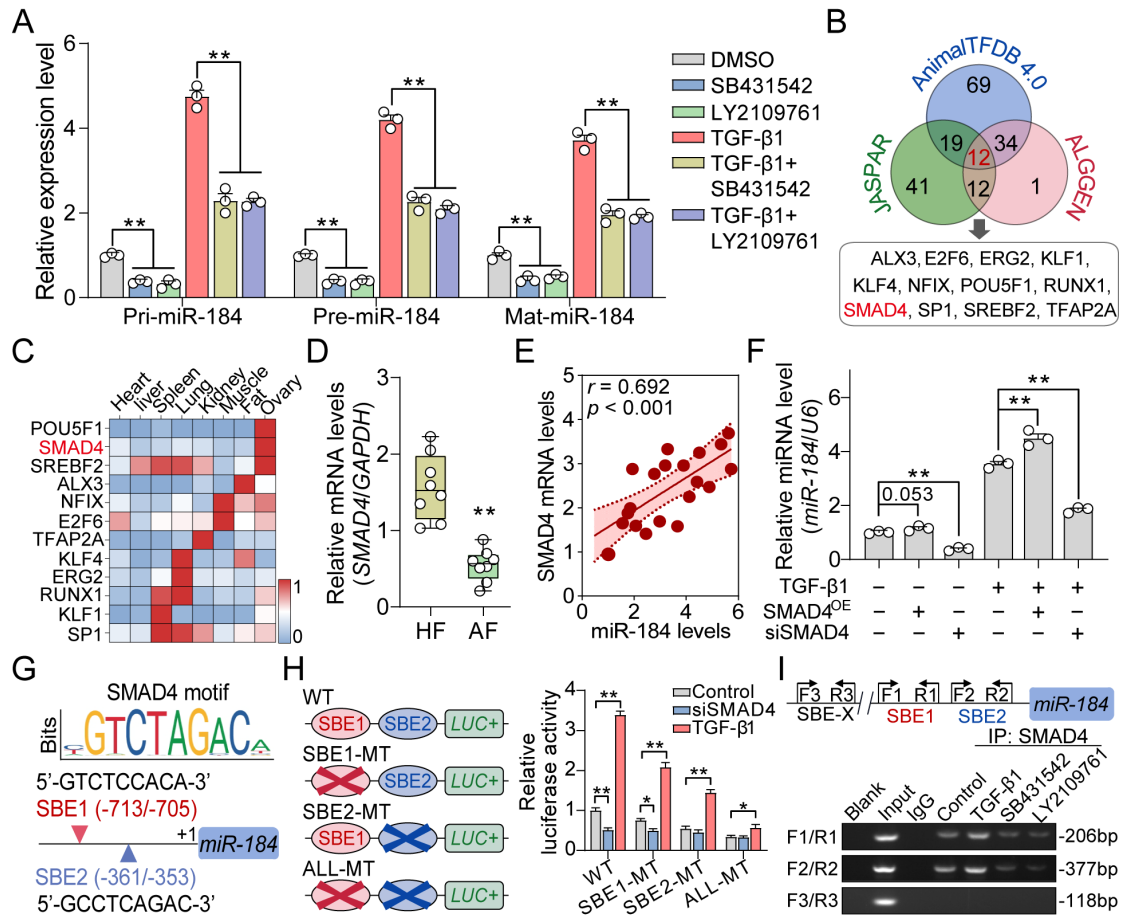 A
Relative expression level
6
4
2
0
**
**
**
**
**
**
Pri-miR-184
Pre-miR-184
Mat-miR-184
DMSO
SB431542
LY2109761
TGF-β1
TGF-β1+
SB431542
TGF-β1+
LY2109761
B
AnimalTFDB 4.0
JASPAR
ALGGEN
69
19
34
12
41
12
1
ALX3, E2F6, ERG2, KLF1,
KLF4, NFIX, POU5F1, RUNX1,
SMAD4, SP1, SREBF2, TFAP2A
C
Heart
liver
Spleen
Lung
Kidney
Muscle
Fat
Ovary
POU5F1
SMAD4
SREBF2
ALX3
NFIX
E2F6
TFAP2A
KLF4
ERG2
RUNX1
KLF1
SP1
1
0
D
Relative mRNA levels
(SMAD4/GAPDH)
3
2
1
0
**
HF
AF
E
SMAD4 mRNA levels
5
4
3
2
1
0
r = 0.692
p < 0.001
0
2
4
6
miR-184 levels
F
Relative miRNA level
(miR-184/U6)
6
4
2
0
0.053
**
**
**
TGF-β1 − − − + + +
SMAD4OE − + − − + −
siSMAD4 − − + − − +
G
SMAD4 motif
Bits
GTCTAGAC
5'-GTCTCCACA-3'
SBE1 (-713/-705)
+1
miR-184
SBE2 (-361/-353)
5'-GCCTCAGAC-3'
H
WT
SBE1 SBE2 LUC+
SBE1-MT
SBE2 LUC+
SBE2-MT
SBE1 LUC+
ALL-MT
LUC+
Relative
luciferase activity
4
3
2
1
0
Control
siSMAD4
TGF-β1
**
**
**
*
**
*
WT
SBE1-MT
SBE2-MT
ALL-MT
I
F3 R3 F1 R1 F2 R2
SBE-X // SBE1 SBE2
miR-184
IP: SMAD4
Blank
Input
IgG
Control
TGF-β1
SB431542
LY2109761
F1/R1 -206bp
F2/R2 -377bp
F3/R3 -118bp